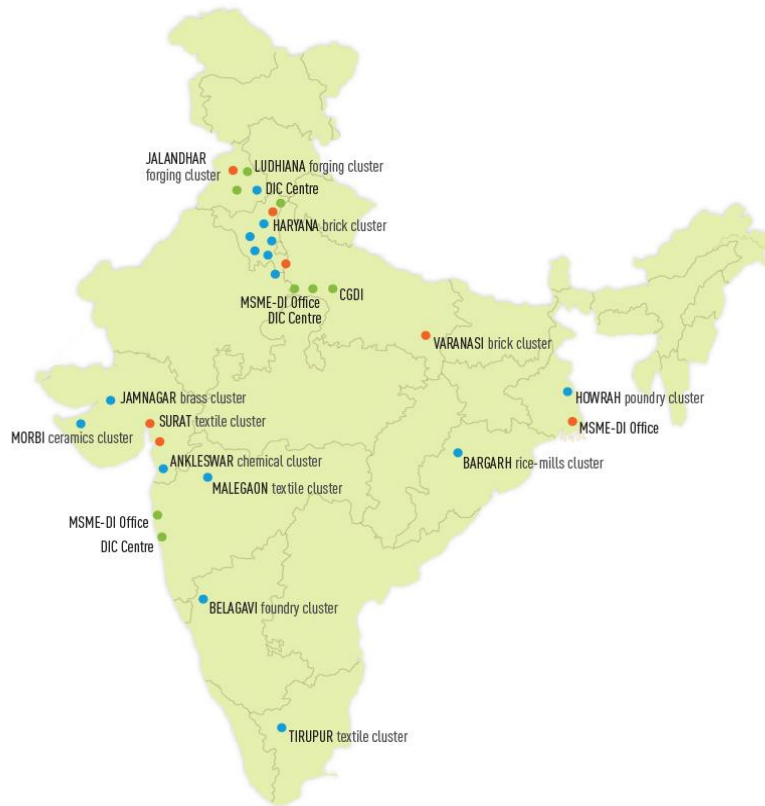 JALANDHAR
forging cluster
LUDHIANA forging cluster
DIC Centre
HARYANA brick cluster
MSME-DI Office
DIC Centre
CGDI
VARANASI brick cluster
JAMNAGAR brass cluster
HOWRAH poundry cluster
SURAT textile cluster
MSME-DI Office
MORBI ceramics cluster
ANKLESWAR chemical cluster
BARGARH rice-mills cluster
MALEGAON textile cluster
MSME-DI Office
DIC Centre
BELAGAVI foundry cluster
TIRUPUR textile cluster